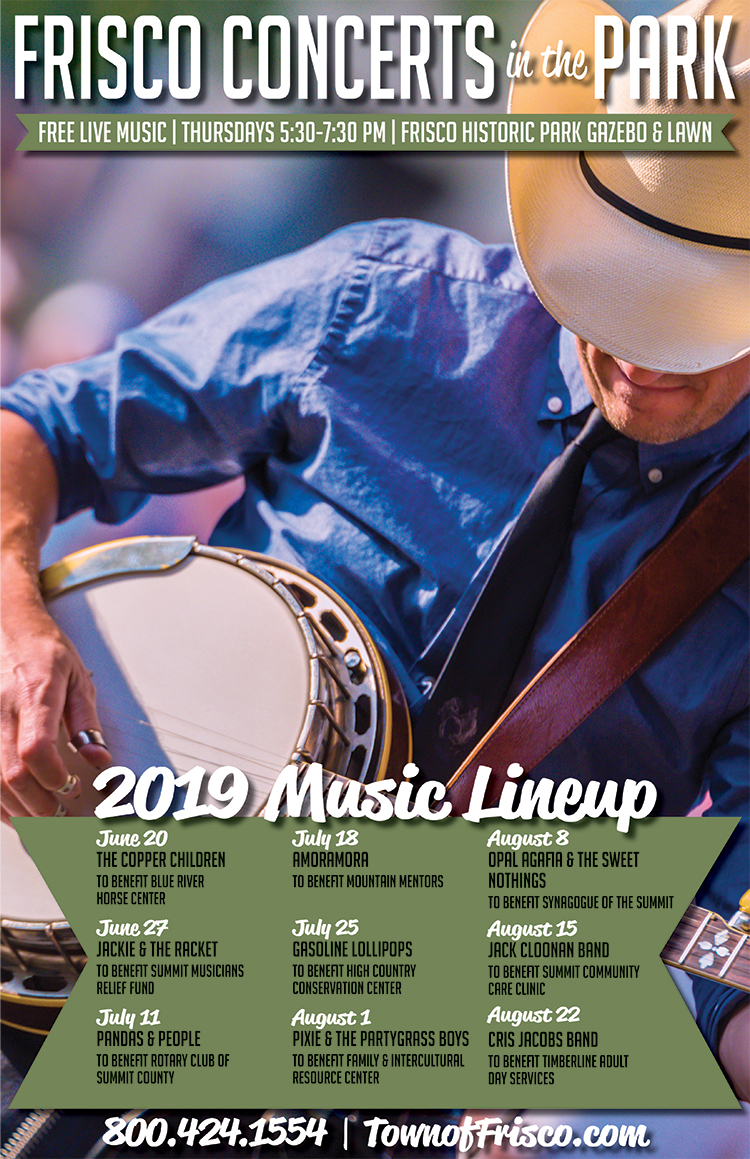 FRISCO CONCERTS in the PARK
FREE LIVE MUSIC | THURSDAYS 5:30-7:30 PM | FRISCO HISTORIC PARK GAZEBO & LAWN
2019 Music Lineup
June 20
THE COPPER CHILDREN
TO BENEFIT BLUE RIVER
HORSE CENTER
June 27
JACKIE & THE RACKET
TO BENEFIT SUMMIT MUSICIANS
RELIEF FUND
July 11
PANDAS & PEOPLE
TO BENEFIT ROTARY CLUB OF
SUMMIT COUNTY
July 18
AMORAMORA
TO BENEFIT MOUNTAIN MENTORS
July 25
GASOLINE LOLLIPOPS
TO BENEFIT HIGH COUNTRY
CONSERVATION CENTER
August 1
PIXIE & THE PARTYGRASS BOYS
TO BENEFIT FAMILY & INTERCULTURAL
RESOURCE CENTER
August 8
OPAL AGAFIA & THE SWEET
NOTHINGS
TO BENEFIT SYNAGOGUE OF THE SUMMIT
August 15
JACK CLOONAN BAND
TO BENEFIT SUMMIT COMMUNITY
CARE CLINIC
August 22
CRIS JACOBS BAND
TO BENEFIT TIMBERLINE ADULT
DAY SERVICES
800.424.1554 | TownofFrisco.com